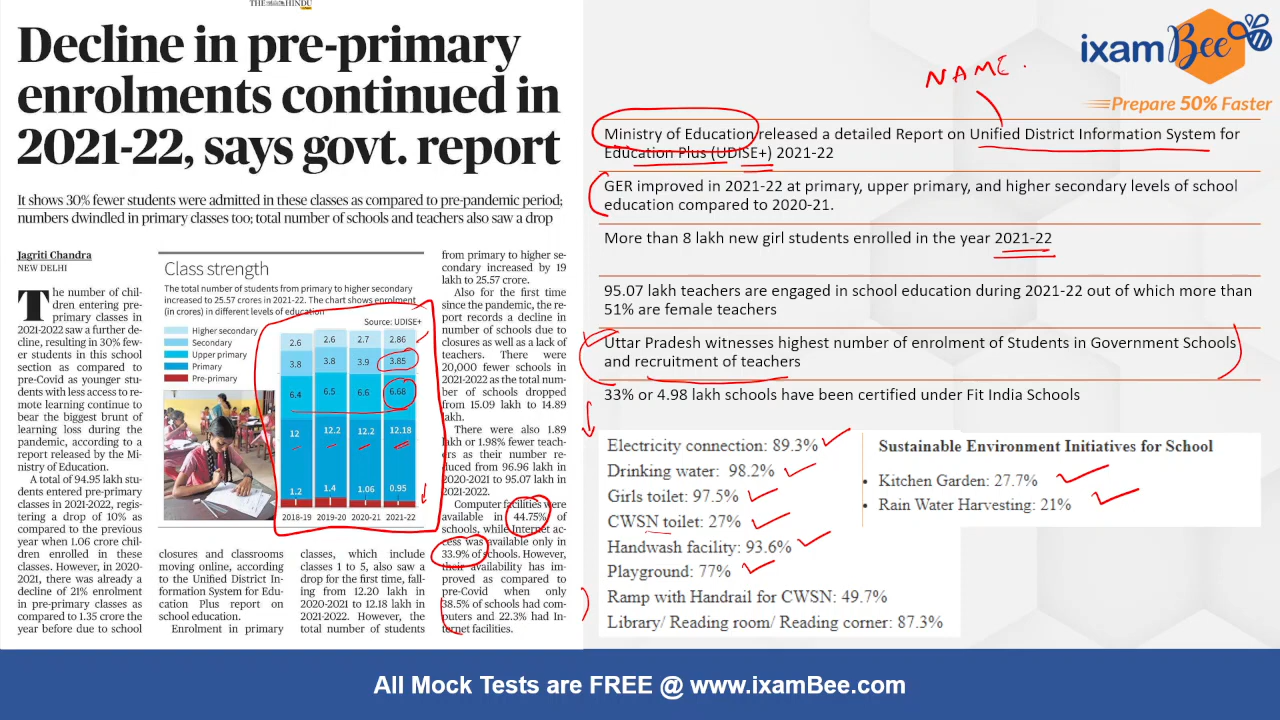 THE HINDU
Decline in pre-primary
enrolments continued in
2021-22, says govt. report
It shows 30% fewer students were admitted in these classes as compared to pre-pandemic period;
numbers dwindled in primary classes too; total number of schools and teachers also saw a drop
Jagriti Chandra
NEW DELHI
The number of chil-
dren entering pre-
primary classes in
2021-2022 saw a further de-
cline, resulting in 30% few-
er students in this school
section as compared to
pre-Covid as younger stu-
dents with less access to re-
mote learning continue to
bear the biggest brunt of
learning loss during the
pandemic, according to a
report released by the Mi-
nistry of Education.
A total of 94.95 lakh stu-
dents entered pre-primary
classes in 2021-2022, regis-
tering a drop of 10% as
compared to the previous
year when 1.06 crore chil-
dren enrolled in these
classes. However, in 2020-
2021, there was already a
decline of 21% enrolment
in pre-primary classes as
compared to 1.35 crore the
year before due to school
Class strength
The total number of students from primary to higher secondary
increased to 25.57 crores in 2021-22. The chart shows enrolment
(in crores) in different levels of education
Source: UDISE+
Higher secondary
Secondary
Upper primary
Primary
Pre-primary
2.6 2.6 2.7 2.86
3.8 3.8 3.9 3.85
6.4 6.5 6.6 6.68
12 12.2 12.2 12.18
1.2 1.4 1.06 0.95
2018-19 2019-20 2020-21 2021-22
closures and classrooms
moving online, according
to the Unified District In-
formation System for Edu-
cation Plus report on
school education.
Enrolment in primary
classes, which include
classes 1 to 5, also saw a
drop for the first time, fall-
ing from 12.20 lakh in
2020-2021 to 12.18 lakh in
2021-2022. However, the
total number of students
from primary to higher se-
condary increased by 19
lakh to 25.57 crore.
Also for the first time
since the pandemic, the re-
port records a decline in
number of schools due to
closures as well as a lack of
teachers. There were
20,000 fewer schools in
2021-2022 as the total num-
ber of schools dropped
from 15.09 lakh to 14.89
lakh.
There were also 1.89
lakh or 1.98% fewer teach-
ers as their number re-
duced from 96.96 lakh in
2020-2021 to 95.07 lakh in
2021-2022.
Computer facilities were
available in 44.75% of
schools, while Internet ac-
cess was available only in
33.9% of schools. However,
their availability has im-
proved as compared to
pre-Covid when only
38.5% of schools had com-
puters and 22.3% had In-
ternet facilities.
ixamBee
Prepare 50% Faster
NAME.
Ministry of Education released a detailed Report on Unified District Information System for
Education Plus (UDISE+) 2021-22
GER improved in 2021-22 at primary, upper primary, and higher secondary levels of school
education compared to 2020-21.
More than 8 lakh new girl students enrolled in the year 2021-22
95.07 lakh teachers are engaged in school education during 2021-22 out of which more than
51% are female teachers
Uttar Pradesh witnesses highest number of enrolment of Students in Government Schools
and recruitment of teachers
33% or 4.98 lakh schools have been certified under Fit India Schools
Electricity connection: 89.3%
Drinking water: 98.2%
Girls toilet: 97.5%
CWSN toilet: 27%
Handwash facility: 93.6%
Playground: 77%
Ramp with Handrail for CWSN: 49.7%
Library/ Reading room/ Reading corner: 87.3%
Sustainable Environment Initiatives for School
• Kitchen Garden: 27.7%
• Rain Water Harvesting: 21%
All Mock Tests are FREE @ www.ixamBee.com